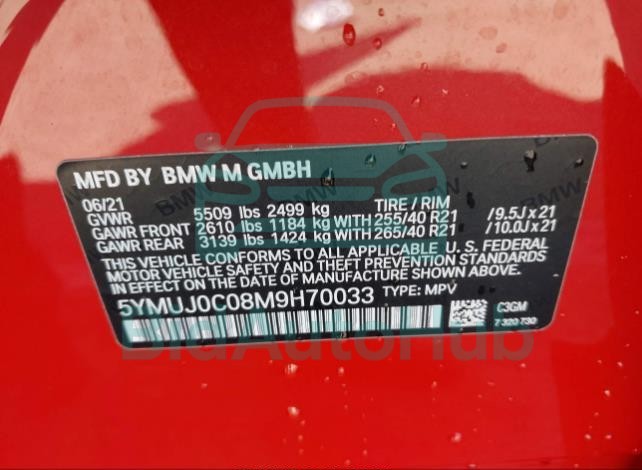 MFD BY BMW M GMBH
06/21
GVWR 5509 lbs 2499 kg TIRE / RIM
GAWR FRONT 2610 lbs 1184 kg WITH 255/40 R21 / 9.5J x 21
GAWR REAR 3139 lbs 1424 kg WITH 265/40 R21 / 10.0J x 21
THIS VEHICLE CONFORMS TO ALL APPLICABLE U. S. FEDERAL
MOTOR VEHICLE SAFETY AND BUMPER STANDARDS
IN EFFECT ON THE DATE OF MANUFACTURE SHOWN ABOVE.
5YMUJ0C08M9H70033 TYPE: MPV
C3GM
7 320 730
BidAutoHub